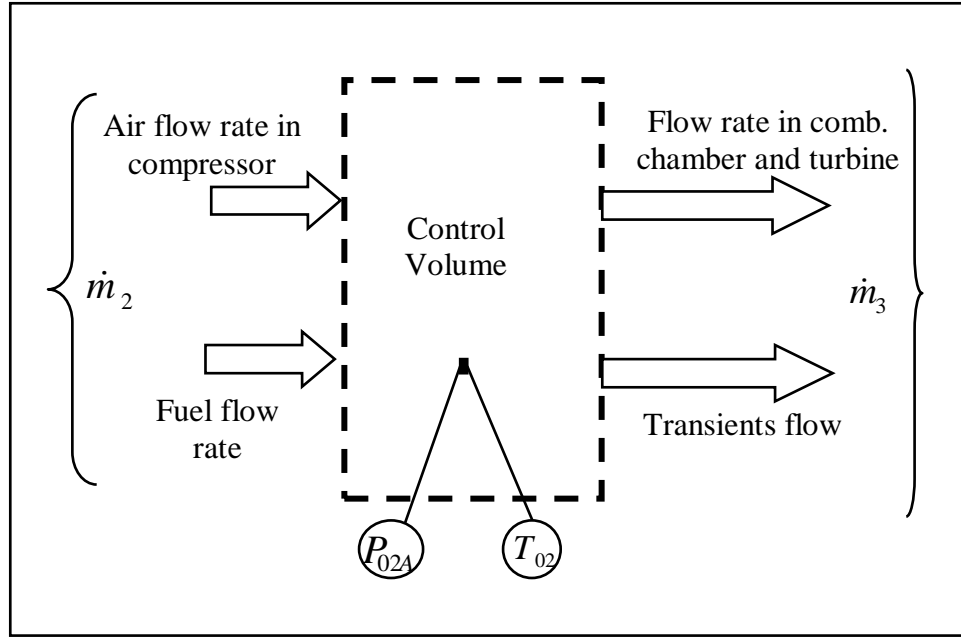 Air flow rate in
compressor
Flow rate in comb.
chamber and turbine
Control
Volume
ṁ₂
ṁ₃
Fuel flow
rate
Transients flow
P₀₂A
T₀₂